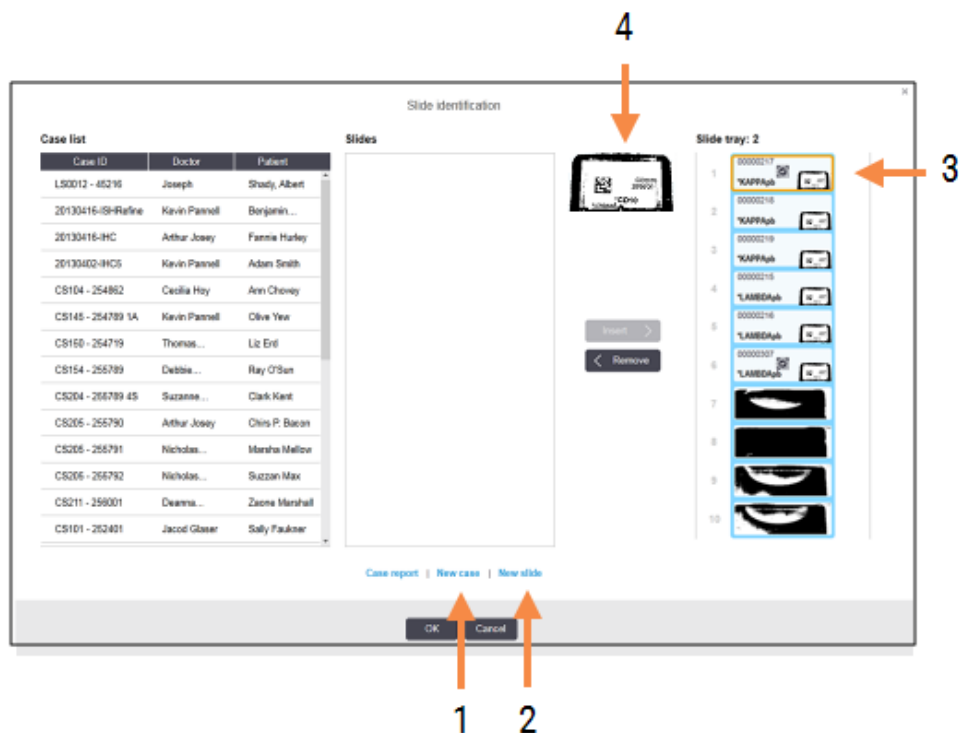 4
Slide identification
Case list
Slides
Slide tray: 2
Case ID Doctor Patient
LS0012 - 45216 Joseph Shady, Albert
20130416-ISHRefine Kevin Pannell Benjamin...
20130416-IHC Arthur Josey Fannie Hurley
20130402-IHC5 Kevin Pannell Adam Smith
CS104 - 254862 Cecilia Hoy Ann Chovey
CS145 - 254789 1A Kevin Pannell Olive Yew
CS150 - 254719 Thomas... Liz Erd
CS154 - 255789 Debbie... Ray O'Sun
CS204 - 255789 4S Suzanne... Clark Kent
CS205 - 255790 Arthur Josey Chirs P. Bacon
CS205 - 255791 Nicholas... Marsha Mellow
CS205 - 255792 Nicholas... Suzzan Max
CS211 - 256001 Deanna... Zaone Marshall
CS101 - 252401 Jacod Glaser Sally Faulkner
*CD10
Insert >
< Remove
1
00000217
*KAPPApb
2
00000218
*KAPPApb
3
00000219
*KAPPApb
4
00000215
*LAMBDApb
5
00000216
*LAMBDApb
6
00000307
*LAMBDApb
7
8
9
10
3
Case report | New case | New slide
OK Cancel
1 2